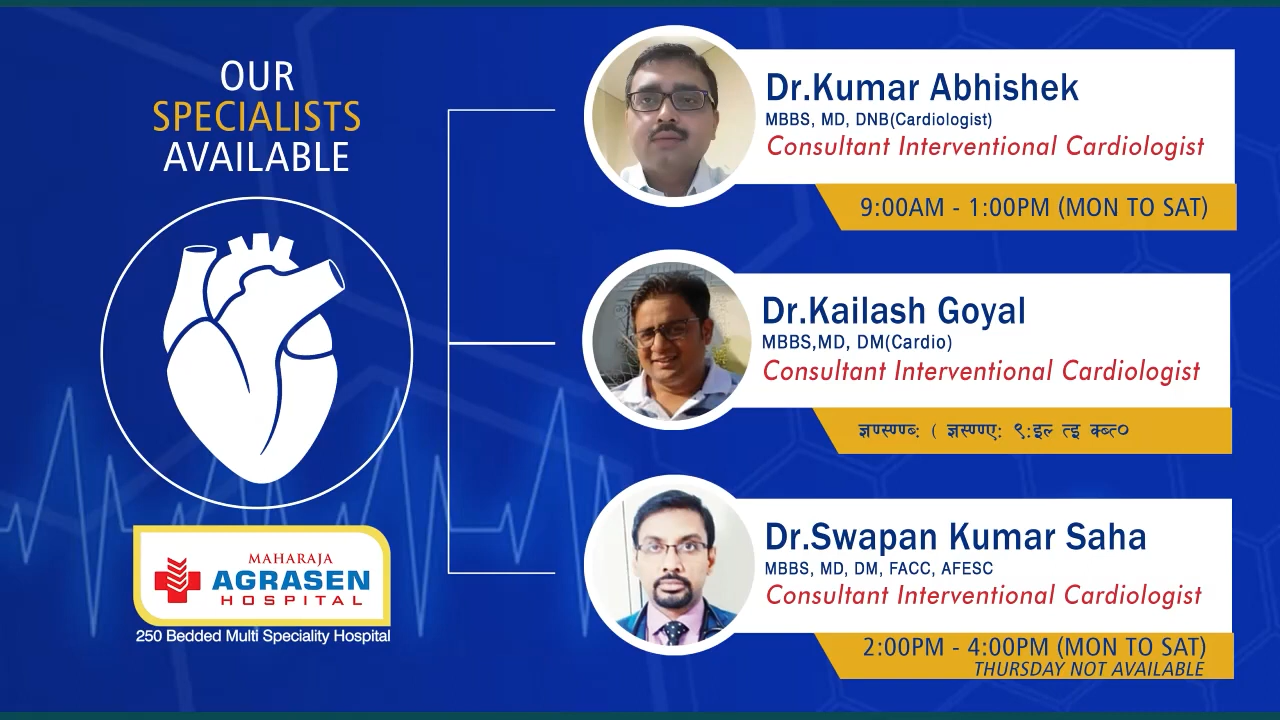 OUR
SPECIALISTS
AVAILABLE
MAHARAJA
AGRASEN
HOSPITAL
250 Bedded Multi Speciality Hospital
Dr.Kumar Abhishek
MBBS, MD, DNB(Cardiologist)
Consultant Interventional Cardiologist
9:00AM - 1:00PM (MON TO SAT)
Dr.Kailash Goyal
MBBS,MD, DM(Cardio)
Consultant Interventional Cardiologist
Dr.Swapan Kumar Saha
MBBS, MD, DM, FACC, AFESC
Consultant Interventional Cardiologist
2:00PM - 4:00PM (MON TO SAT)
THURSDAY NOT AVAILABLE